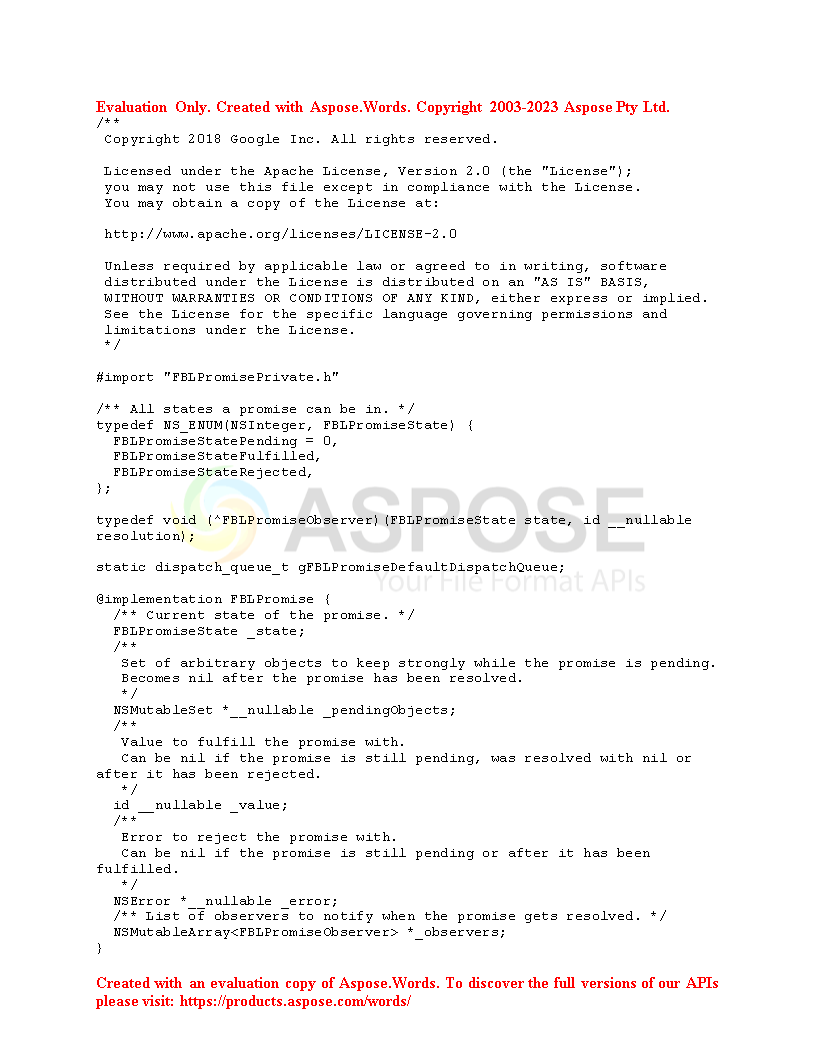 Evaluation Only. Created with Aspose.Words. Copyright 2003-2023 Aspose Pty Ltd.
/**
 Copyright 2018 Google Inc. All rights reserved.

 Licensed under the Apache License, Version 2.0 (the "License");
 you may not use this file except in compliance with the License.
 You may obtain a copy of the License at:

 http://www.apache.org/licenses/LICENSE-2.0

 Unless required by applicable law or agreed to in writing, software
 distributed under the License is distributed on an "AS IS" BASIS,
 WITHOUT WARRANTIES OR CONDITIONS OF ANY KIND, either express or implied.
 See the License for the specific language governing permissions and
 limitations under the License.
 */

#import "FBLPromisePrivate.h"

/** All states a promise can be in. */
typedef NS_ENUM(NSInteger, FBLPromiseState) {
  FBLPromiseStatePending = 0,
  FBLPromiseStateFulfilled,
  FBLPromiseStateRejected,
};

ASPOSE
typedef void (^FBLPromiseObserver)(FBLPromiseState state, id __nullable
resolution);

static dispatch_queue_t gFBLPromiseDefaultDispatchQueue;
Your File Format APIs

@implementation FBLPromise {
  /** Current state of the promise. */
  FBLPromiseState _state;
  /**
   Set of arbitrary objects to keep strongly while the promise is pending.
   Becomes nil after the promise has been resolved.
   */
  NSMutableSet *__nullable _pendingObjects;
  /**
   Value to fulfill the promise with.
   Can be nil if the promise is still pending, was resolved with nil or
after it has been rejected.
   */
  id __nullable _value;
  /**
   Error to reject the promise with.
   Can be nil if the promise is still pending or after it has been
fulfilled.
   */
  NSError *__nullable _error;
  /** List of observers to notify when the promise gets resolved. */
  NSMutableArray<FBLPromiseObserver> *_observers;
}

Created with an evaluation copy of Aspose.Words. To discover the full versions of our APIs
please visit: https://products.aspose.com/words/